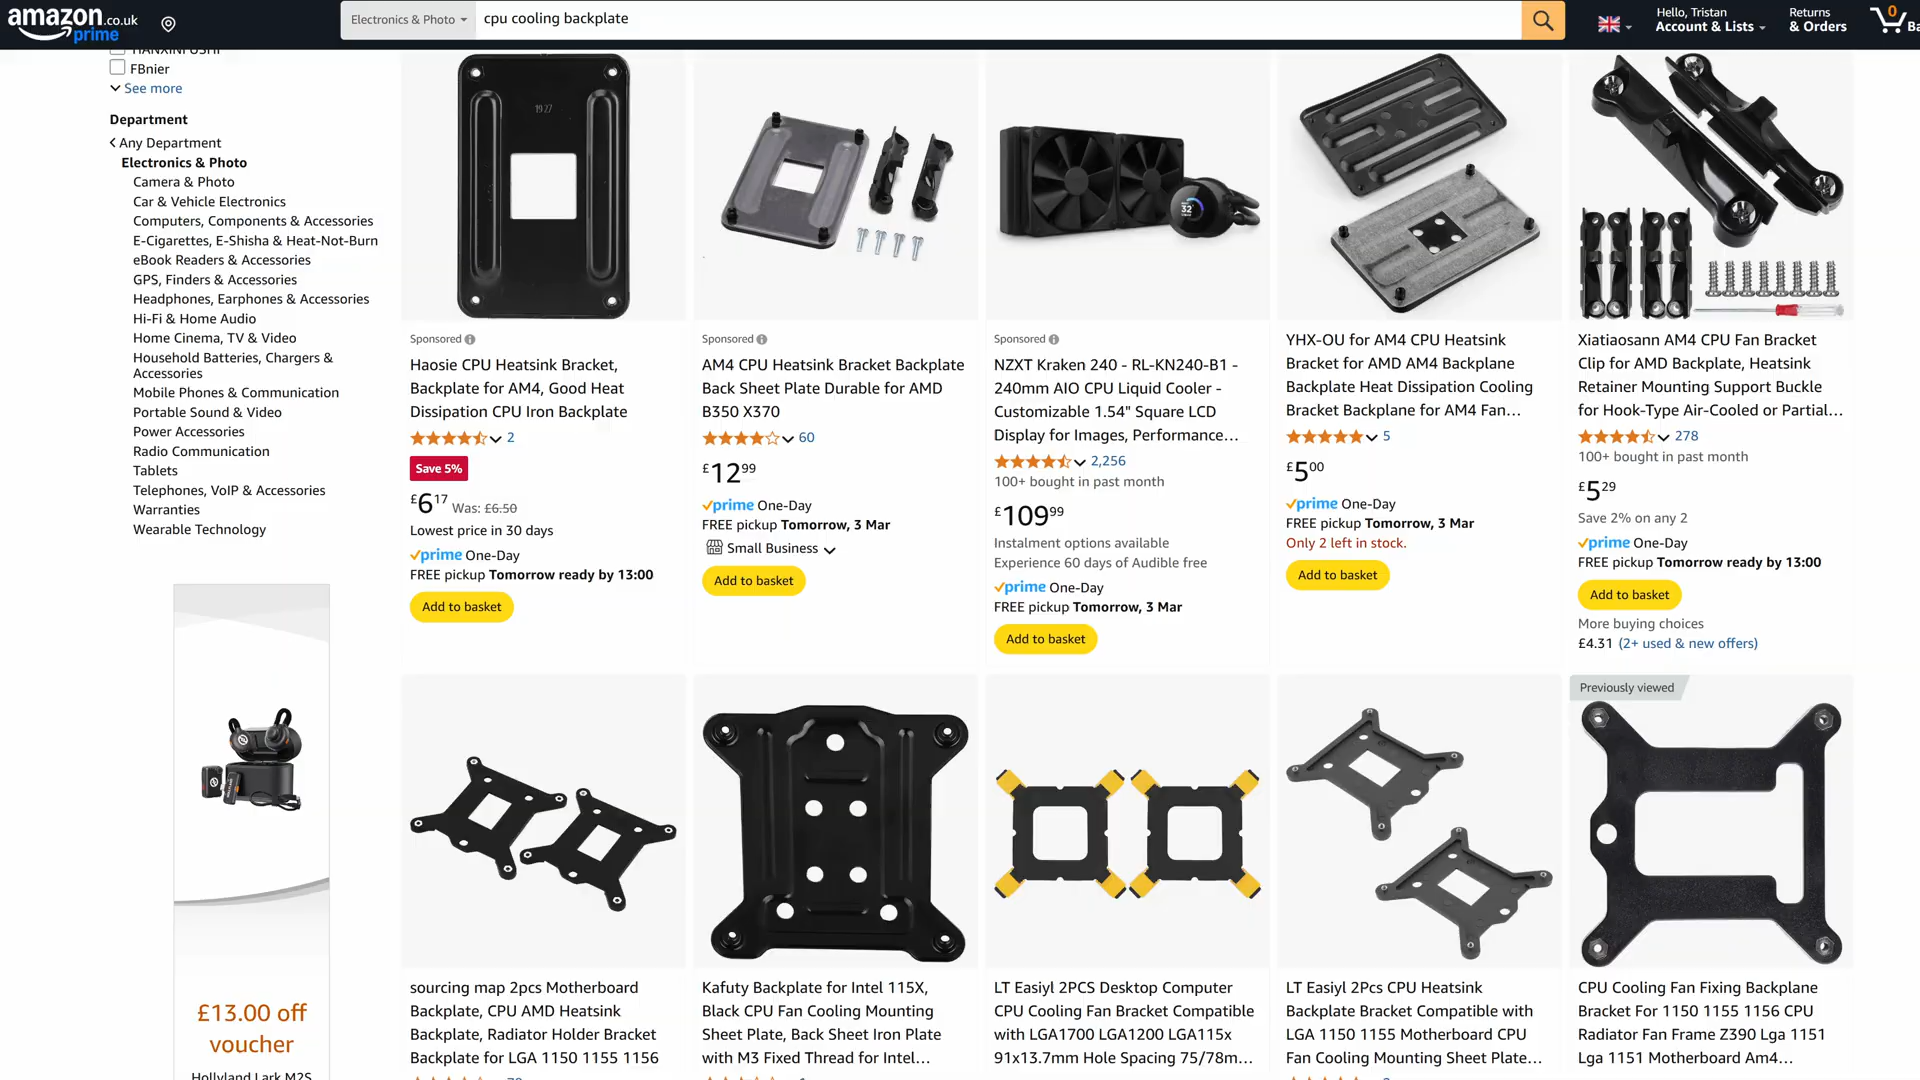 amazon.co.uk
prime
Electronics & Photo
cpu cooling backplate
Hello, Tristan
Account & Lists
Returns
& Orders
0
Ba
FBnier
See more
Department
Any Department
Electronics & Photo
Camera & Photo
Car & Vehicle Electronics
Computers, Components & Accessories
E-Cigarettes, E-Shisha & Heat-Not-Burn
eBook Readers & Accessories
GPS, Finders & Accessories
Headphones, Earphones & Accessories
Hi-Fi & Home Audio
Home Cinema, TV & Video
Household Batteries, Chargers &
Accessories
Mobile Phones & Communication
Portable Sound & Video
Power Accessories
Radio Communication
Tablets
Telephones, VoIP & Accessories
Warranties
Wearable Technology
£13.00 off
voucher
Hollyland Lark M2S
1927
Sponsored
Haosie CPU Heatsink Bracket,
Backplate for AM4, Good Heat
Dissipation CPU Iron Backplate
2
Save 5%
£6.17 Was: £6.50
Lowest price in 30 days
prime One-Day
FREE pickup Tomorrow ready by 13:00
Add to basket
Sponsored
AM4 CPU Heatsink Bracket Backplate
Back Sheet Plate Durable for AMD
B350 X370
60
£12.99
prime One-Day
FREE pickup Tomorrow, 3 Mar
Small Business
Add to basket
32
Sponsored
NZXT Kraken 240 - RL-KN240-B1 -
240mm AIO CPU Liquid Cooler -
Customizable 1.54" Square LCD
Display for Images, Performance…
2,256
100+ bought in past month
£109.99
Instalment options available
Experience 60 days of Audible free
prime One-Day
FREE pickup Tomorrow, 3 Mar
Add to basket
YHX-OU for AM4 CPU Heatsink
Bracket for AMD AM4 Backplane
Backplate Heat Dissipation Cooling
Bracket Backplane for AM4 Fan…
5
£5.00
prime One-Day
FREE pickup Tomorrow, 3 Mar
Only 2 left in stock.
Add to basket
Xiatiaosann AM4 CPU Fan Bracket
Clip for AMD Backplate, Heatsink
Retainer Mounting Support Buckle
for Hook-Type Air-Cooled or Partial…
278
100+ bought in past month
£5.29
Save 2% on any 2
prime One-Day
FREE pickup Tomorrow ready by 13:00
Add to basket
More buying choices
£4.31 (2+ used & new offers)
sourcing map 2pcs Motherboard
Backplate, CPU AMD Heatsink
Backplate, Radiator Holder Bracket
Backplate for LGA 1150 1155 1156
Kafuty Backplate for Intel 115X,
Black CPU Fan Cooling Mounting
Sheet Plate, Back Sheet Iron Plate
with M3 Fixed Thread for Intel…
LT Easiyl 2PCS Desktop Computer
CPU Cooling Fan Bracket Compatible
with LGA1700 LGA1200 LGA115x
91x13.7mm Hole Spacing 75/78m…
LT Easiyl 2Pcs CPU Heatsink
Backplate Bracket Compatible with
LGA 1150 1155 Motherboard CPU
Fan Cooling Mounting Sheet Plate…
Previously viewed
CPU Cooling Fan Fixing Backplane
Bracket For 1150 1155 1156 CPU
Radiator Fan Frame Z390 Lga 1151
Lga 1151 Motherboard Am4…